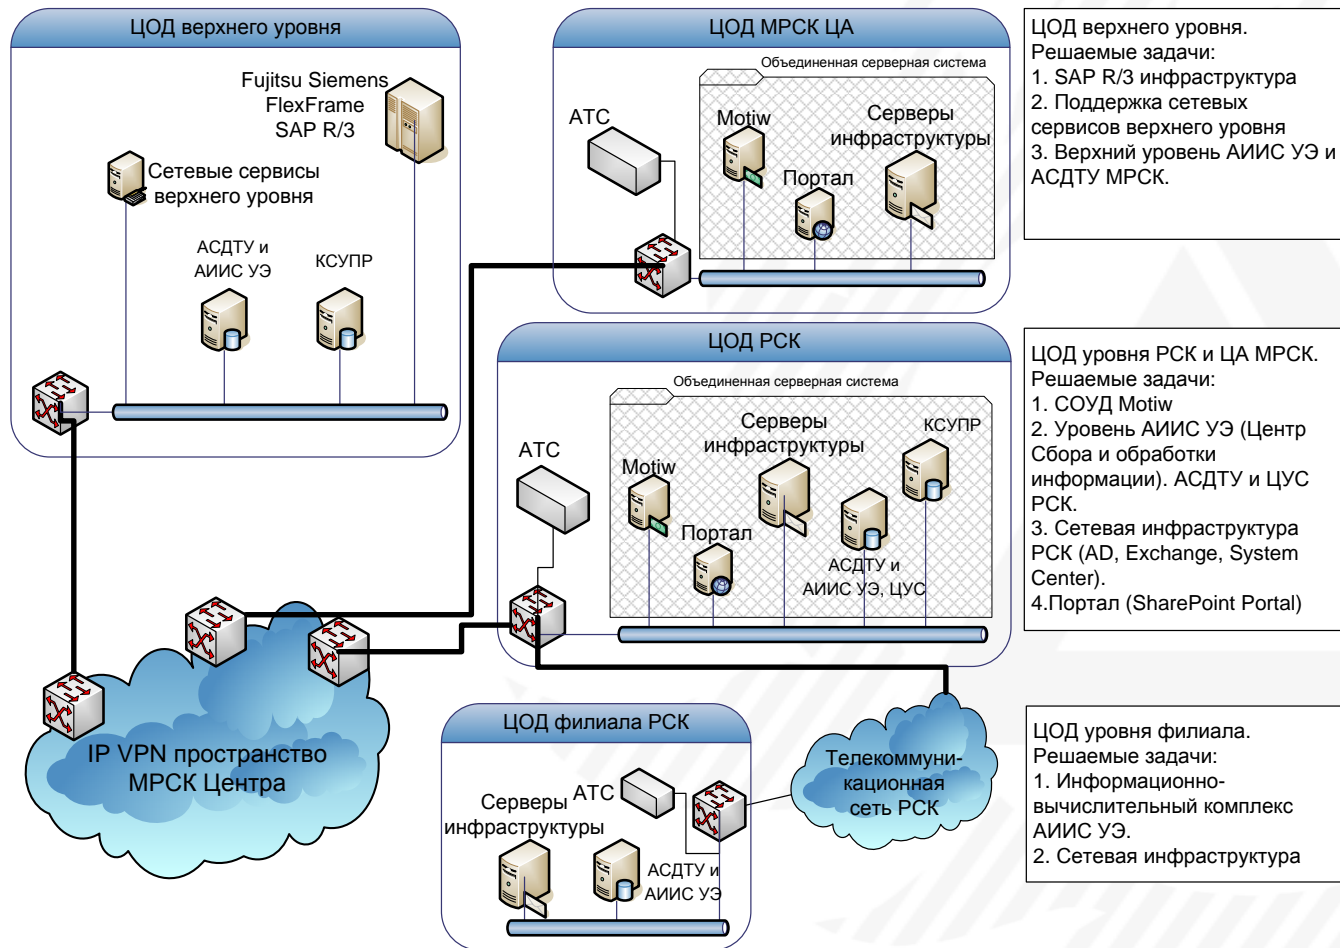 ЦОД верхнего уровня
Fujitsu Siemens
FlexFrame
SAP R/3
Сетевые сервисы
верхнего уровня
АСДТУ и
АИИС УЭ
КСУПР
ЦОД МРСК ЦА
Объединенная серверная система
АТС
Motiw
Серверы
инфраструктуры
Портал
ЦОД верхнего уровня.
Решаемые задачи:
1. SAP R/3 инфраструктура
2. Поддержка сетевых
сервисов верхнего уровня
3. Верхний уровень АИИС УЭ и
АСДТУ МРСК.
ЦОД РСК
Объединенная серверная система
АТС
Серверы
инфраструктуры
КСУПР
Motiw
Портал
АСДТУ и
АИИС УЭ, ЦУС
ЦОД уровня РСК и ЦА МРСК.
Решаемые задачи:
1. СОУД Motiw
2. Уровень АИИС УЭ (Центр
Сбора и обработки
информации). АСДТУ и ЦУС
РСК.
3. Сетевая инфраструктура
РСК (AD, Exchange, System
Center).
4.Портал (SharePoint Portal)
IP VPN пространство
МРСК Центра
ЦОД филиала РСК
АТС
Серверы
инфраструктуры
АСДТУ и
АИИС УЭ
Телекоммуни-
кационная
сеть РСК
ЦОД уровня филиала.
Решаемые задачи:
1. Информационно-
вычислительный комплекс
АИИС УЭ.
2. Сетевая инфраструктура